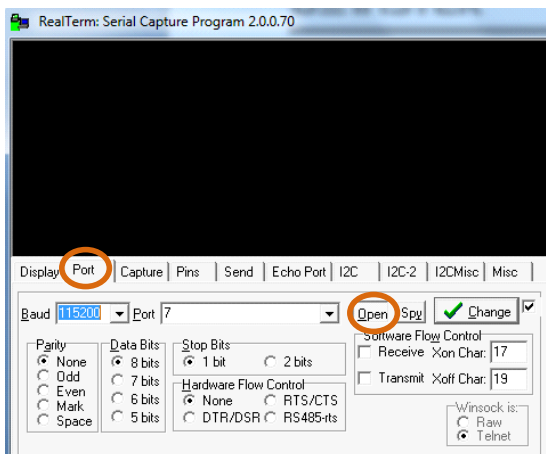 RealTerm: Serial Capture Program 2.0.0.70
Display Port Capture Pins Send Echo Port I2C I2C-2 I2CMisc Misc
Baud 115200 Port 7 Open Spy Change
Parity
None
Odd
Even
Mark
Space
Data Bits
8 bits
7 bits
6 bits
5 bits
Stop Bits
1 bit 2 bits
Hardware Flow Control
None RTS/CTS
DTR/DSR RS485-rts
Software Flow Control
Receive Xon Char: 17
Transmit Xoff Char: 19
Winsock is:
Raw
Telnet